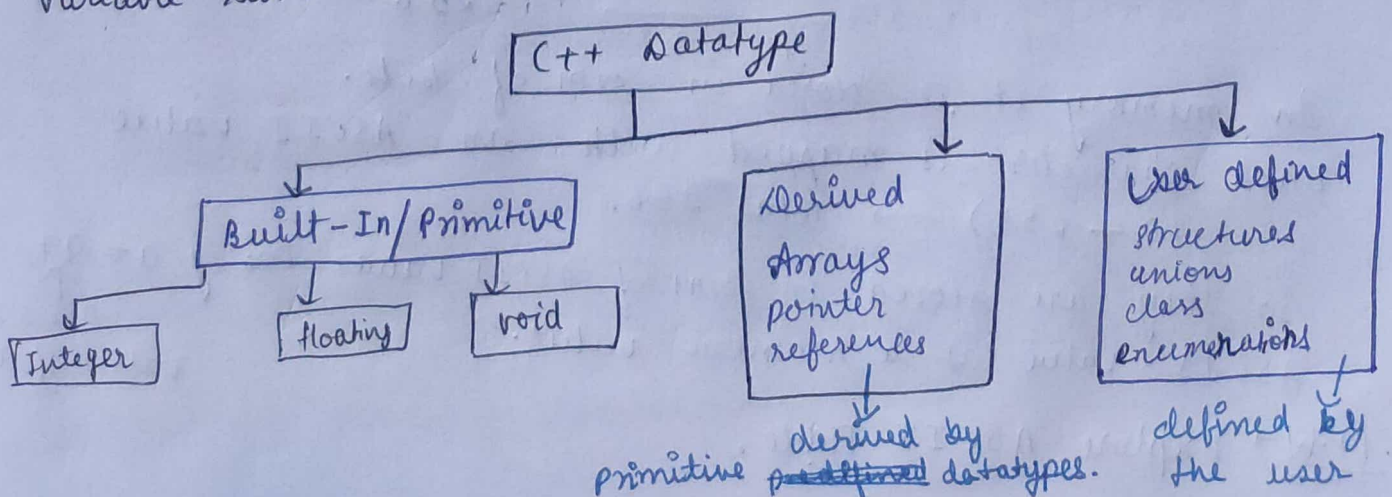 C++ Datatype
Built-In/Primitive
Integer
floating
void
Derived
Arrays
pointer
references
User defined
structures
unions
class
enumerations
derived by
primitive predefined datatypes.
defined by
the user